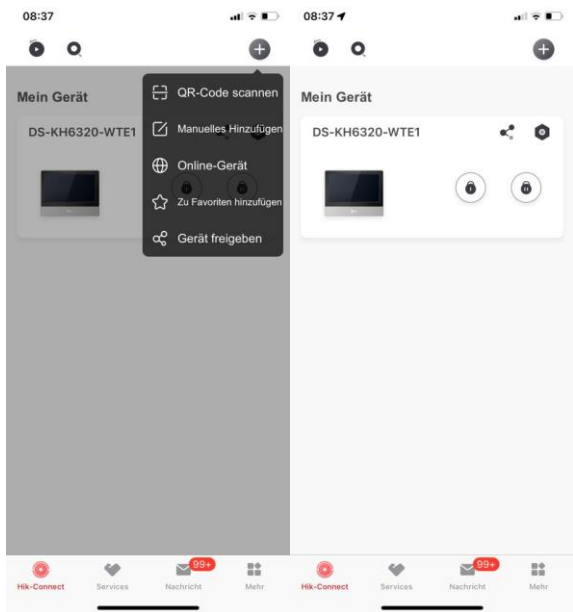 08:37
Mein Gerät
DS-KH6320-WTE1
QR-Code scannen
Manuelles Hinzufügen
Online-Gerät
Zu Favoriten hinzufügen
Gerät freigeben
99+
Hik-Connect
Services
Nachricht
Mehr
08:37
Mein Gerät
DS-KH6320-WTE1
99+
Hik-Connect
Services
Nachricht
Mehr